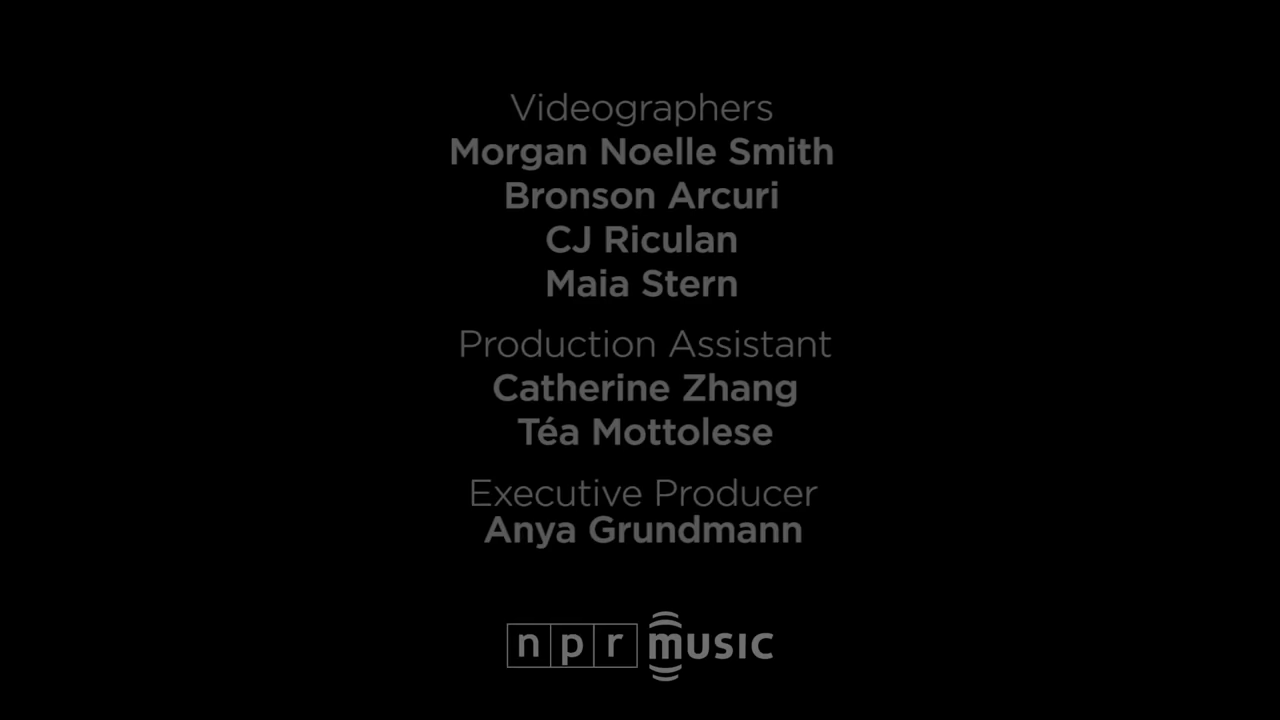 Videographers
Morgan Noelle Smith
Bronson Arcuri
CJ Riculan
Maia Stern
Production Assistant
Catherine Zhang
Téa Mottolese
Executive Producer
Anya Grundmann
npr music